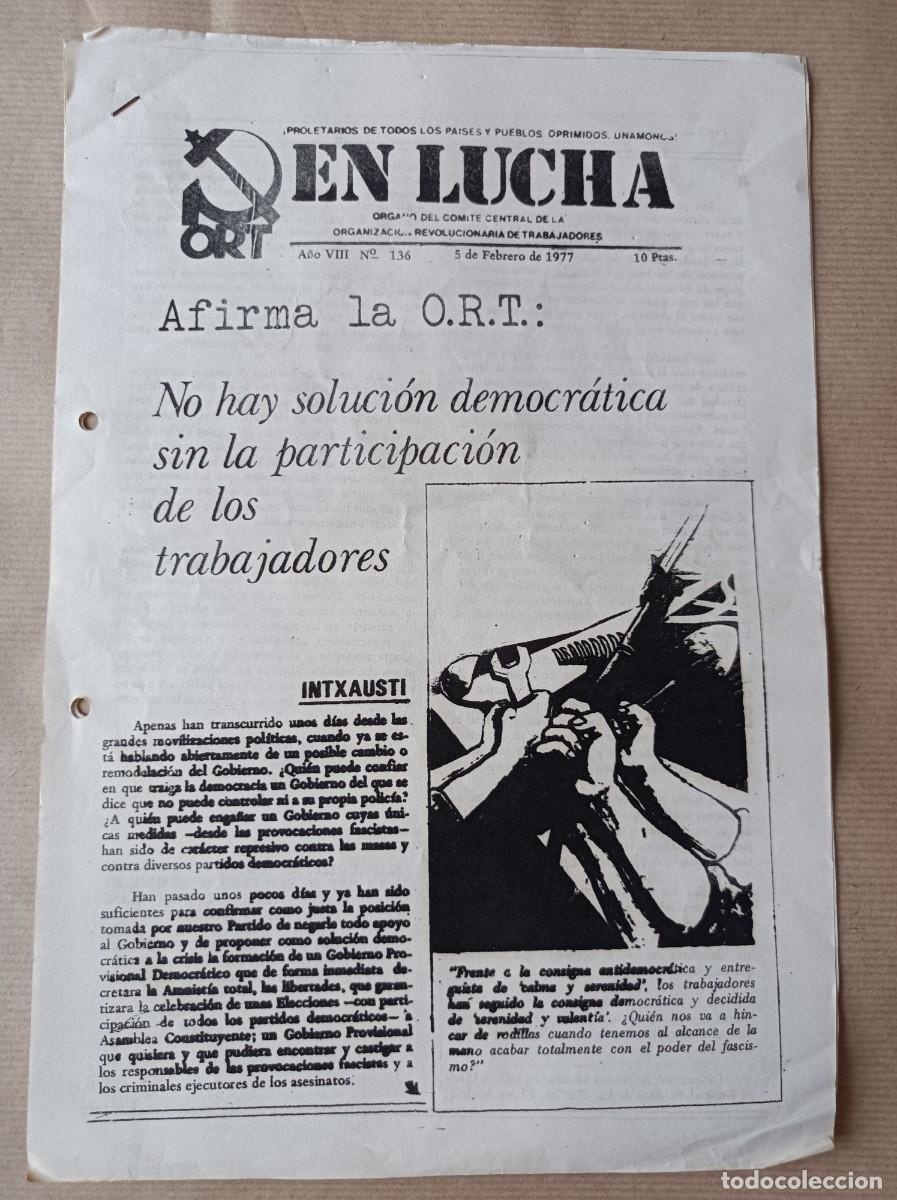 ¡PROLETARIOS DE TODOS LOS PAISES Y PUEBLOS OPRIMIDOS, UNAMONOS!
EN LUCHA
ORGANO DEL COMITE CENTRAL DE LA
ORGANIZACION REVOLUCIONARIA DE TRABAJADORES
ORT
Año VIII Nº 136 5 de Febrero de 1977 10 Ptas.
Afirma la O.R.T.:
No hay solución democrática
sin la participación
de los
trabajadores
INTXAUSTI
Apenas han transcurrido unos días desde las
grandes movilizaciones políticas, cuando ya se es-
tá hablando abiertamente de un posible cambio o
remodelación del Gobierno. ¿Quién puede confiar
en que traiga la democracia un Gobierno del que se
dice que no puede controlar ni a su propia policía?
¿A quién puede engañar un Gobierno cuyas úni-
cas medidas —desde las provocaciones fascistas—
han sido de carácter represivo contra las masas y
contra diversos partidos democráticos?
Han pasado unos pocos días y ya han sido
suficientes para confirmar como justa la posición
tomada por nuestro Partido de negarle todo apoyo
al Gobierno y de proponer como solución demo-
crática a la crisis la formación de un Gobierno Pro-
visional Democrático que de forma inmediata de-
cretara la Amnistía total, las libertades, que garan-
tizara la celebración de unas Elecciones —con parti-
cipación de todos los partidos democráticos— a
Asamblea Constituyente; un Gobierno Provisional
que quisiera y que pudiera encontrar y castigar a
los responsables de las provocaciones fascistas y a
los criminales ejecutores de los asesinatos.
"Frente a la consigna antidemocrática y entre-
guista de 'calma y serenidad', los trabajadores
han seguido la consigna democrática y decidida
de 'serenidad y valentía'. ¿Quién nos va a hin-
car de rodillas cuando tenemos al alcance de la
mano acabar totalmente con el poder del fascis-
mo?"
todocoleccion